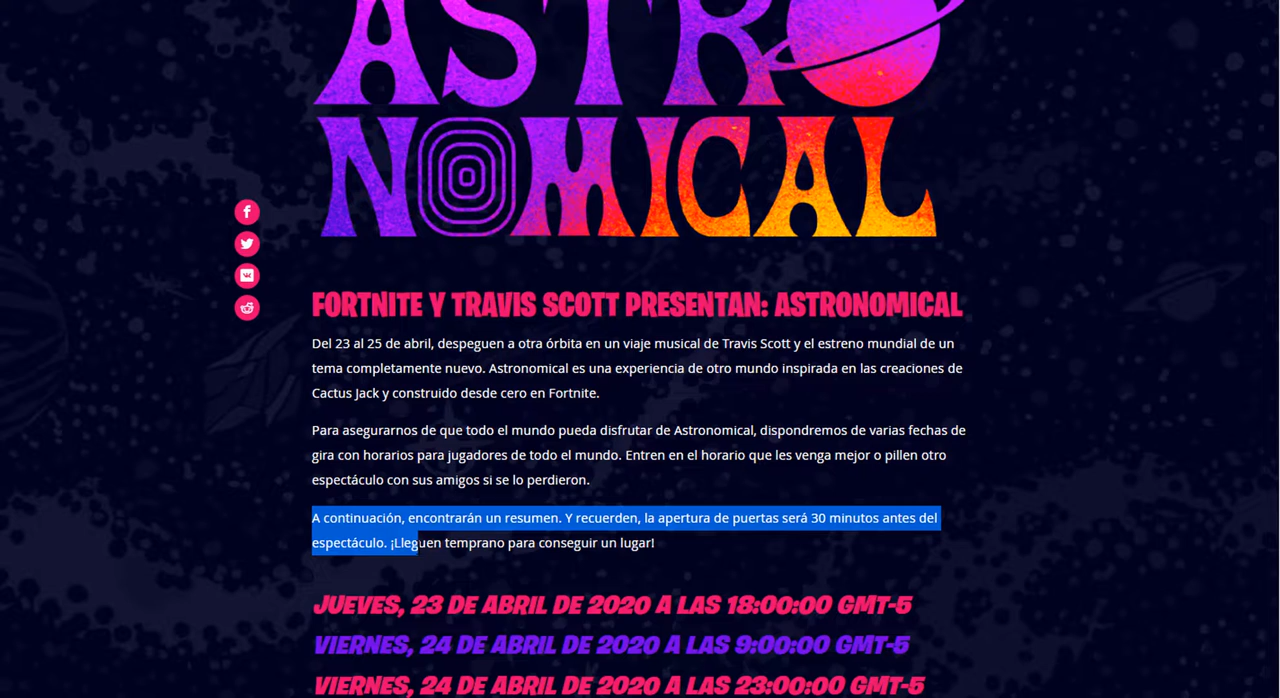 ASTRO
NOMICAL
FORTNITE Y TRAVIS SCOTT PRESENTAN: ASTRONOMICAL
Del 23 al 25 de abril, despeguen a otra órbita en un viaje musical de Travis Scott y el estreno mundial de un
tema completamente nuevo. Astronomical es una experiencia de otro mundo inspirada en las creaciones de
Cactus Jack y construido desde cero en Fortnite.
Para asegurarnos de que todo el mundo pueda disfrutar de Astronomical, dispondremos de varias fechas de
gira con horarios para jugadores de todo el mundo. Entren en el horario que les venga mejor o pillen otro
espectáculo con sus amigos si se lo perdieron.
A continuación, encontrarán un resumen. Y recuerden, la apertura de puertas será 30 minutos antes del
espectáculo. ¡Lleguen temprano para conseguir un lugar!
JUEVES, 23 DE ABRIL DE 2020 A LAS 18:00:00 GMT-5
VIERNES, 24 DE ABRIL DE 2020 A LAS 9:00:00 GMT-5
VIERNES, 24 DE ABRIL DE 2020 A LAS 23:00:00 GMT-5